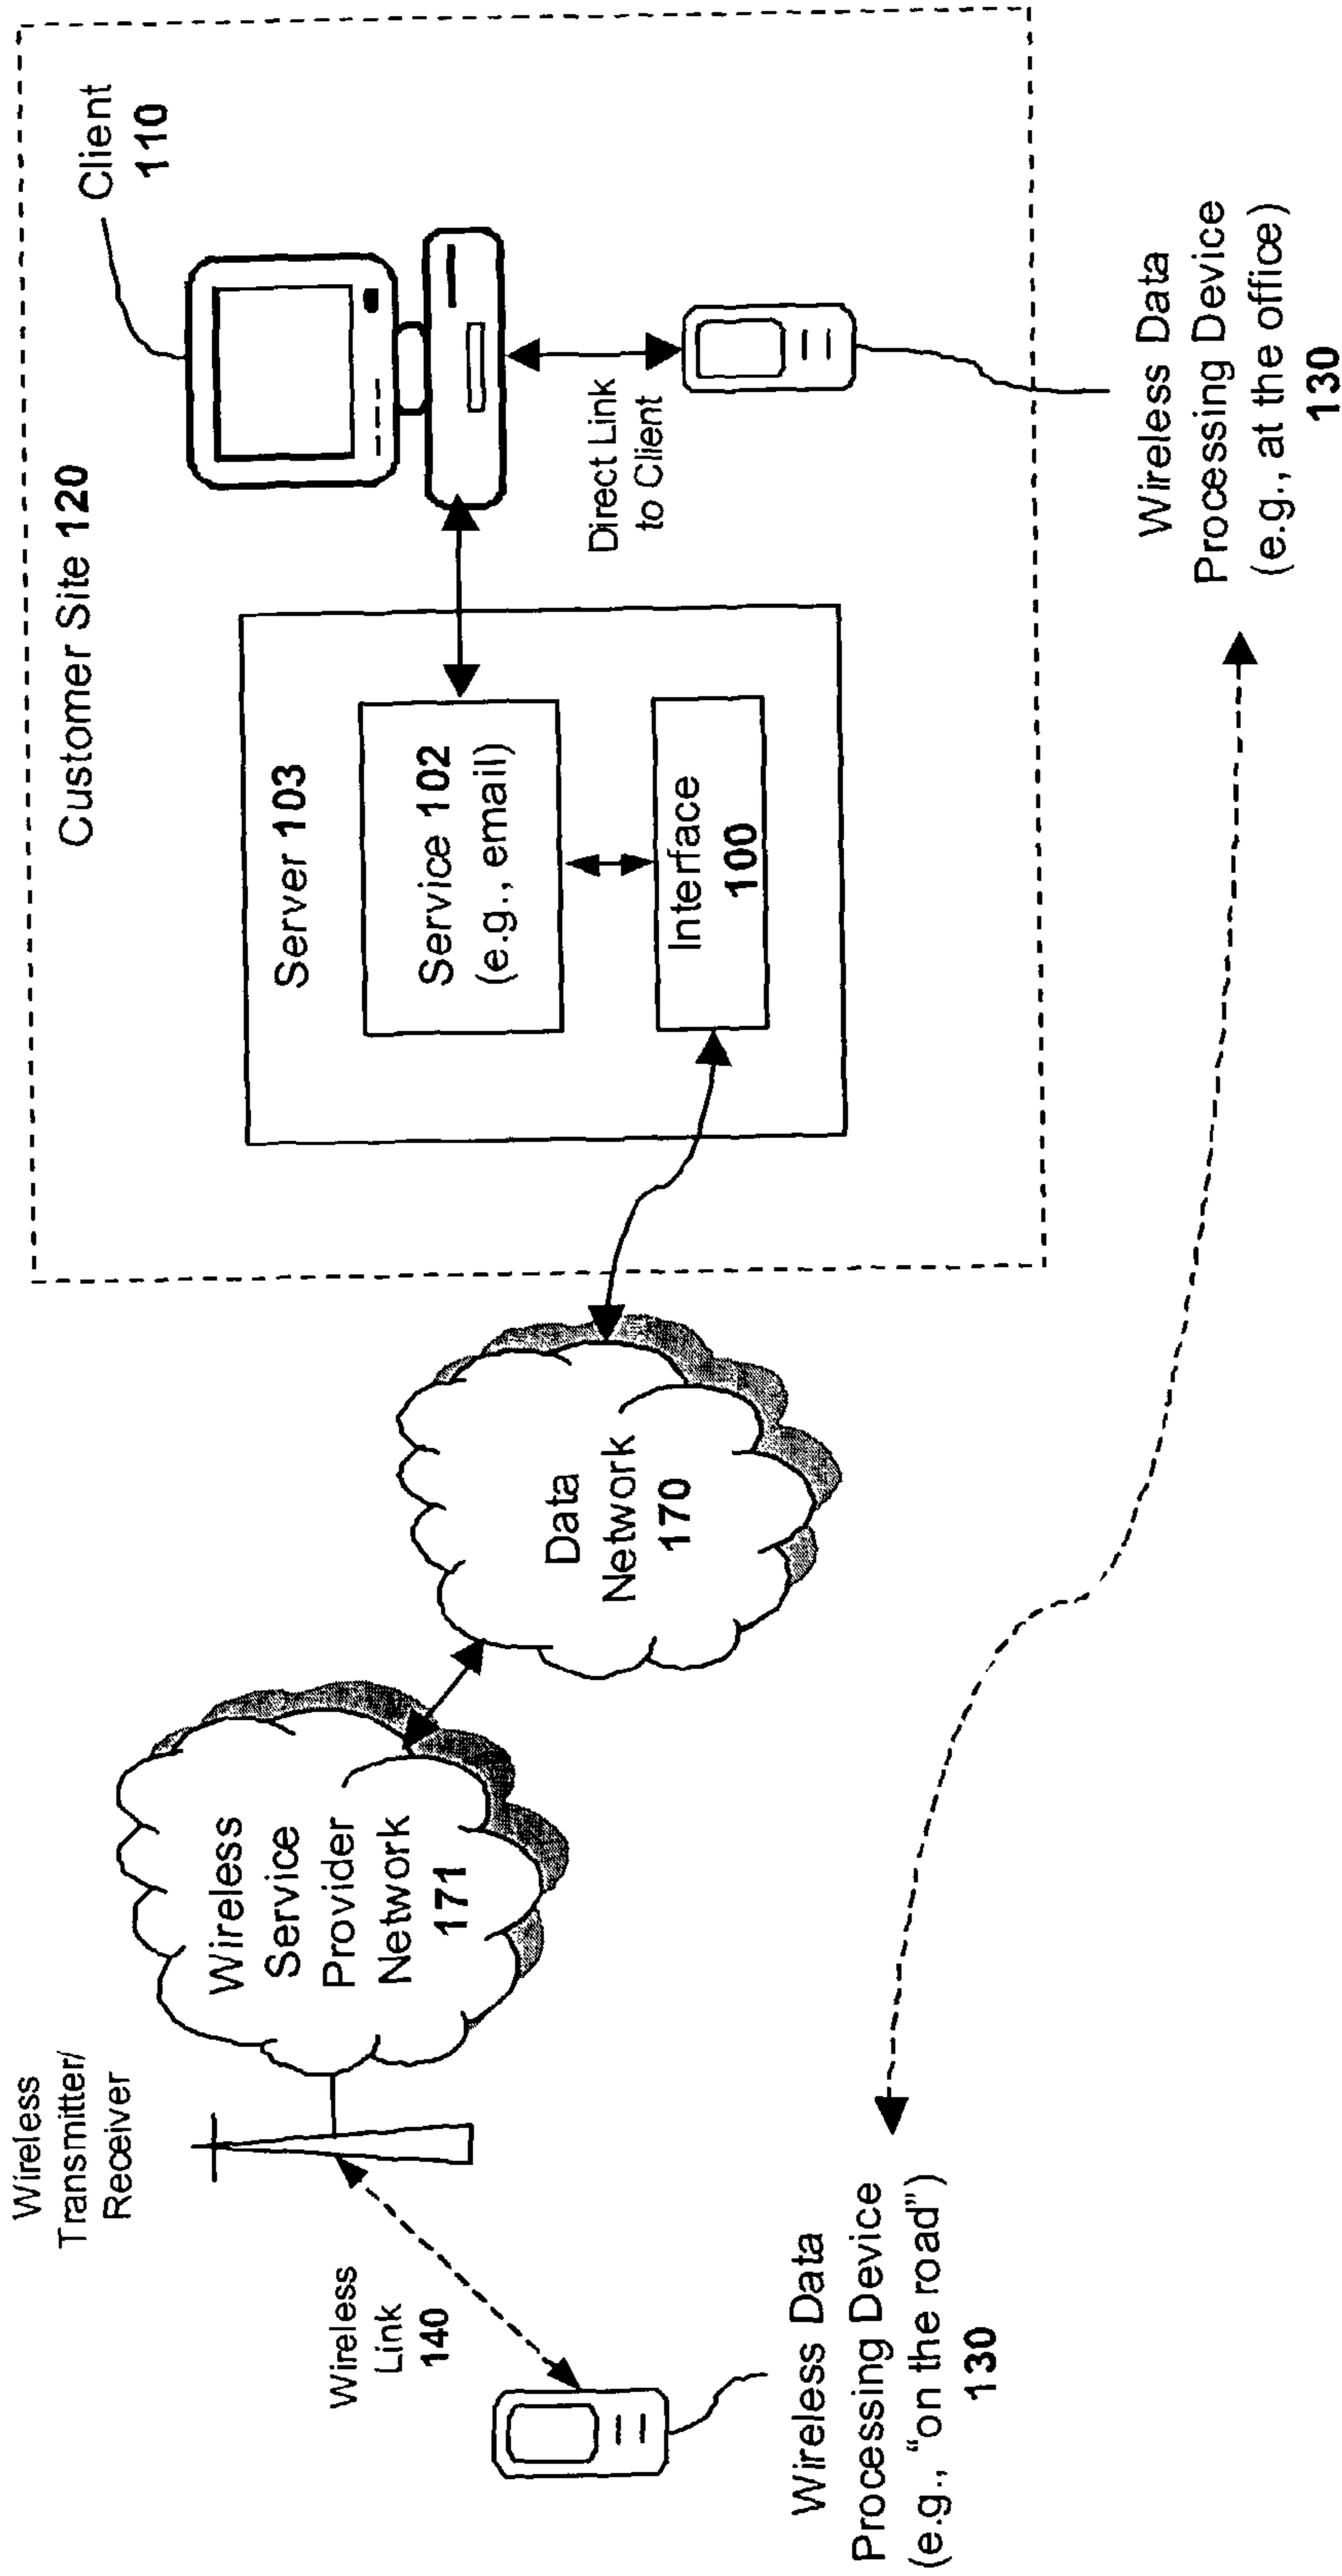 Customer Site 120
Client
110
Server 103
Service 102
(e.g., email)
Interface
100
Direct Link
to Client
Wireless Data
Processing Device
(e.g., at the office)
130
Data
Network
170
Wireless
Service
Provider
Network
171
Wireless
Transmitter/
Receiver
Wireless
Link
140
Wireless Data
Processing Device
(e.g., “on the road”)
130